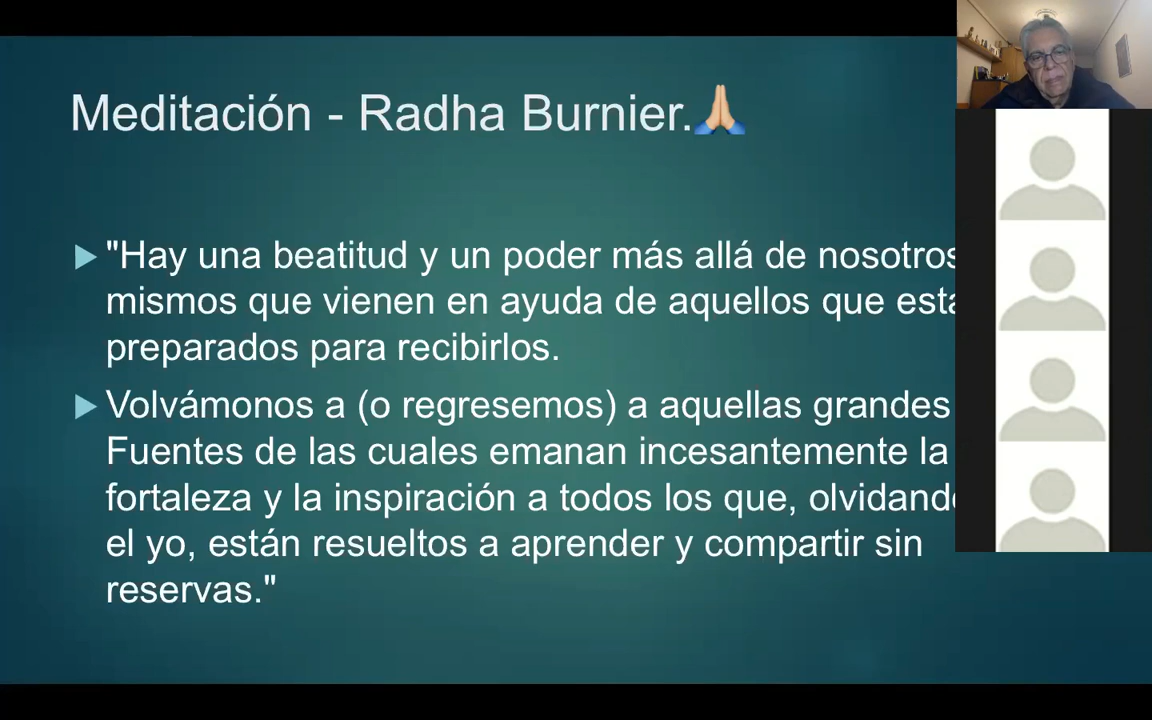 Meditación - Radha Burnier.🙏
"Hay una beatitud y un poder más allá de nosotros
mismos que vienen en ayuda de aquellos que
preparados para recibirlos.
Volvámonos a (o regresemos) a aquellas grandes
Fuentes de las cuales emanan incesantemente la
fortaleza y la inspiración a todos los que, olvidando
el yo, están resueltos a aprender y compartir sin
reservas."